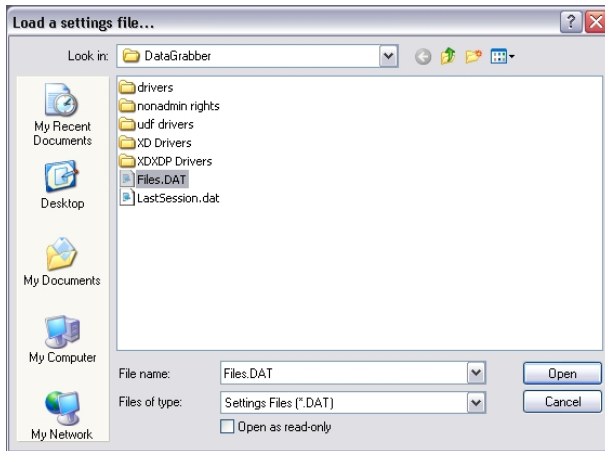 Load a settings file...
Look in:
DataGrabber
My Recent
Documents
Desktop
My Documents
My Computer
My Network
drivers
nonadmin rights
udf drivers
XD Drivers
XDXDP Drivers
Files.DAT
LastSession.dat
File name:
Files.DAT
Open
Files of type:
Settings Files (*.DAT)
Cancel
Open as read-only